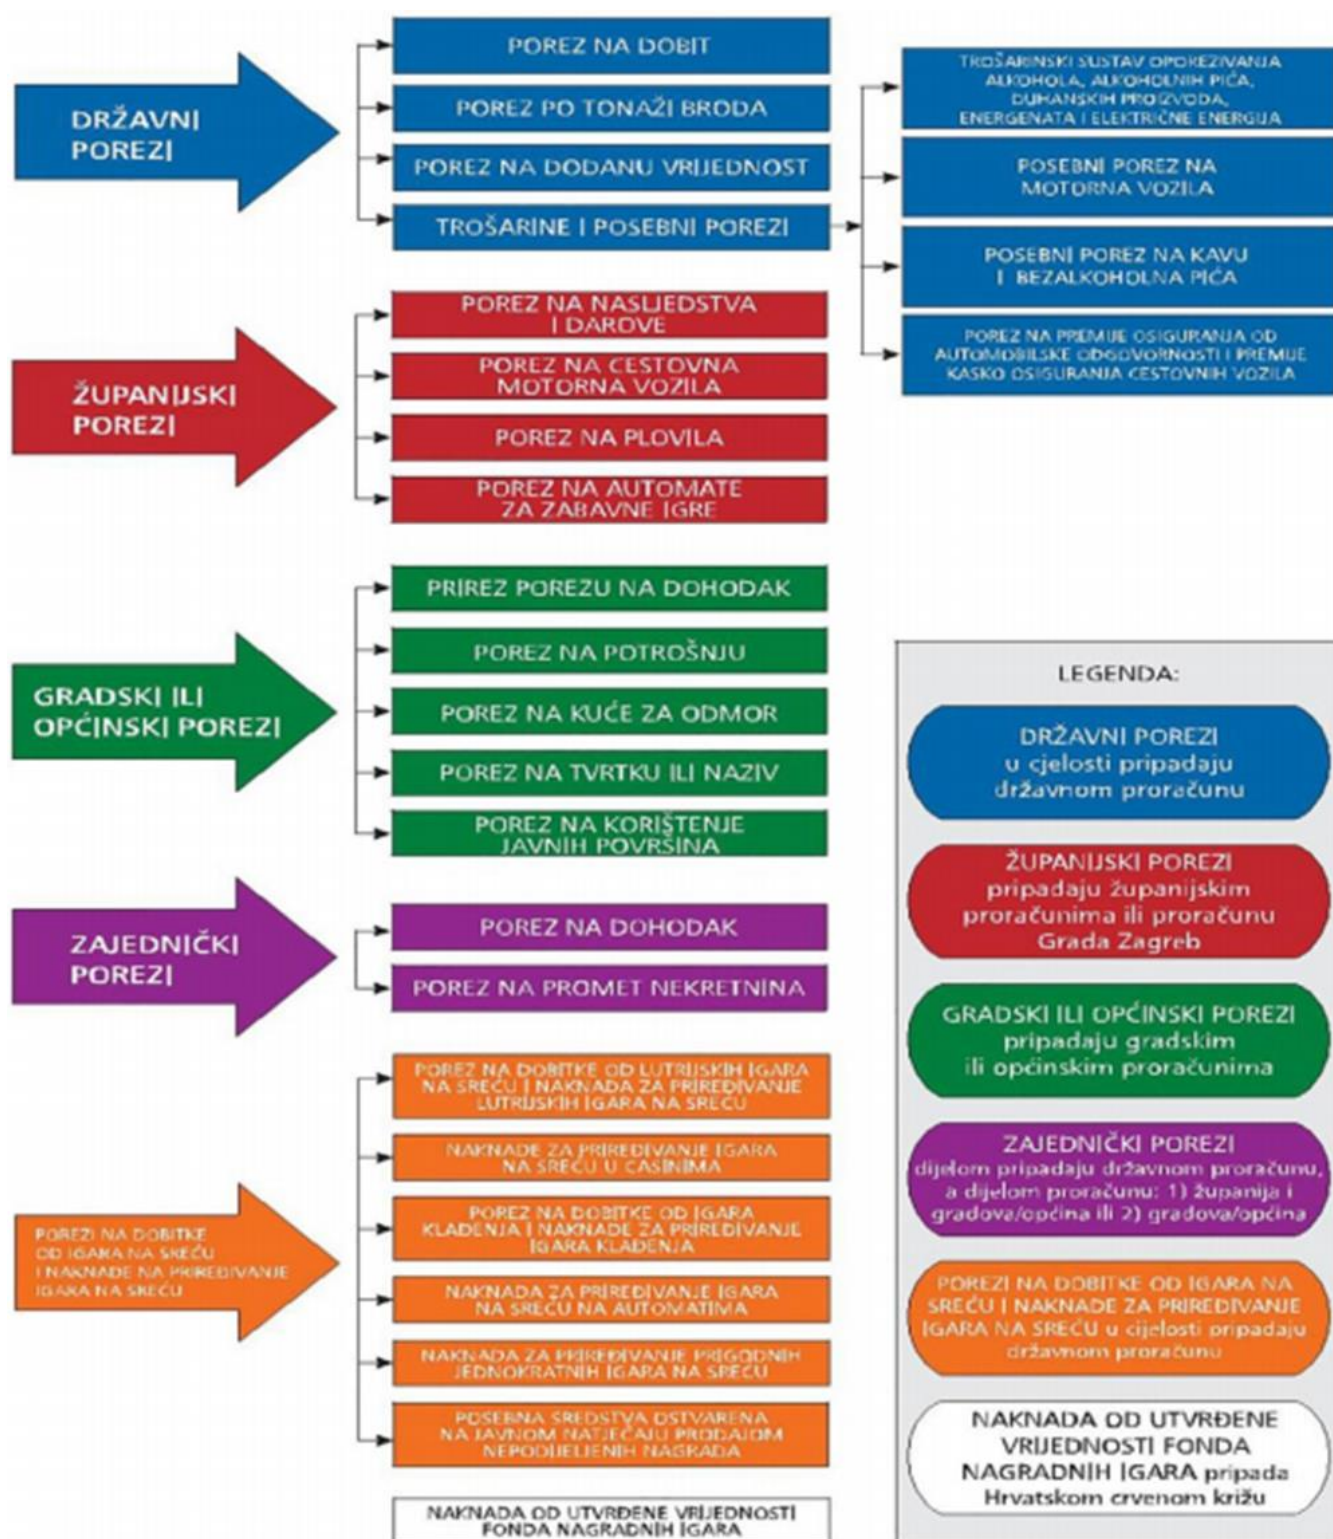 DRŽAVNI
POREZI
POREZ NA DOBIT
POREZ PO TONAŽI BRODA
POREZ NA DODANU VRIJEDNOST
TROŠARINE I POSEBNI POREZI
TROŠARINSKI SUSTAV OPOREZIVANJA
ALKOHOLA, ALKOHOLNIH PIĆA,
DUHANSKIH PROIZVODA,
ENERGENATA I ELEKTRIČNE ENERGIJA
POSEBNI POREZ NA
MOTORNA VOZILA
POSEBNI POREZ NA KAVU
I BEZALKOHOLNA PIĆA
POREZ NA PREMIJE OSIGURANJA OD
AUTOMOBILSKE ODGOVORNOSTI I PREMIJE
KASKO OSIGURANJA CESTOVNIH VOZILA
ŽUPANIJSKI
POREZI
POREZ NA NASLJEDSTVA
I DAROVE
POREZ NA CESTOVNA
MOTORNA VOZILA
POREZ NA PLOVILA
POREZ NA AUTOMATE
ZA ZABAVNE IGRE
GRADSKI ILI
OPĆINSKI POREZI
PRIREZ POREZU NA DOHODAK
POREZ NA POTROŠNJU
POREZ NA KUĆE ZA ODMOR
POREZ NA TVRTKU ILI NAZIV
POREZ NA KORIŠTENJE
JAVNIH POVRŠINA
ZAJEDNIČKI
POREZI
POREZ NA DOHODAK
POREZ NA PROMET NEKRETNINA
POREZI NA DOBITKE
OD IGARA NA SREĆU
I NAKNADE NA PRIREĐIVANJE
IGARA NA SREĆU
POREZ NA DOBITKE OD LUTRIJSKIH IGARA
NA SREĆU I NAKNADA ZA PRIREĐIVANJE
LUTRIJSKIH IGARA NA SREĆU
NAKNADE ZA PRIREĐIVANJE IGARA
NA SREĆU U CASINIMA
POREZ NA DOBITKE OD IGARA
KLAĐENJA I NAKNADE ZA PRIREĐIVANJE
IGARA KLAĐENJA
NAKNADA ZA PRIREĐIVANJE IGARA
NA SREĆU NA AUTOMATIMA
NAKNADA ZA PRIREĐIVANJE PRIGODNIH
JEDNOKRATNIH IGARA NA SREĆU
POSEBNA SREDSTVA OSTVARENA
NA JAVNOM NATJEČAJU PRODAJOM
NEPODIJELJENIH NAGRADA
NAKNADA OD UTVRĐENE VRIJEDNOSTI
FONDA NAGRADNIH IGARA
LEGENDA:
DRŽAVNI POREZI
u cjelosti pripadaju
državnom proračunu
ŽUPANIJSKI POREZI
pripadaju županijskim
proračunima ili proračunu
Grada Zagreb
GRADSKI ILI OPĆINSKI POREZI
pripadaju gradskim
ili općinskim proračunima
ZAJEDNIČKI POREZI
dijelom pripadaju državnom proračunu,
a dijelom proračunu: 1) županija i
gradova/općina ili 2) gradova/općina
POREZI NA DOBITKE OD IGARA NA
SREĆU I NAKNADE ZA PRIREĐIVANJE
IGARA NA SREĆU u cijelosti pripadaju
državnom proračunu
NAKNADA OD UTVRĐENE
VRIJEDNOSTI FONDA
NAGRADNIH IGARA pripada
Hrvatskom crvenom križu